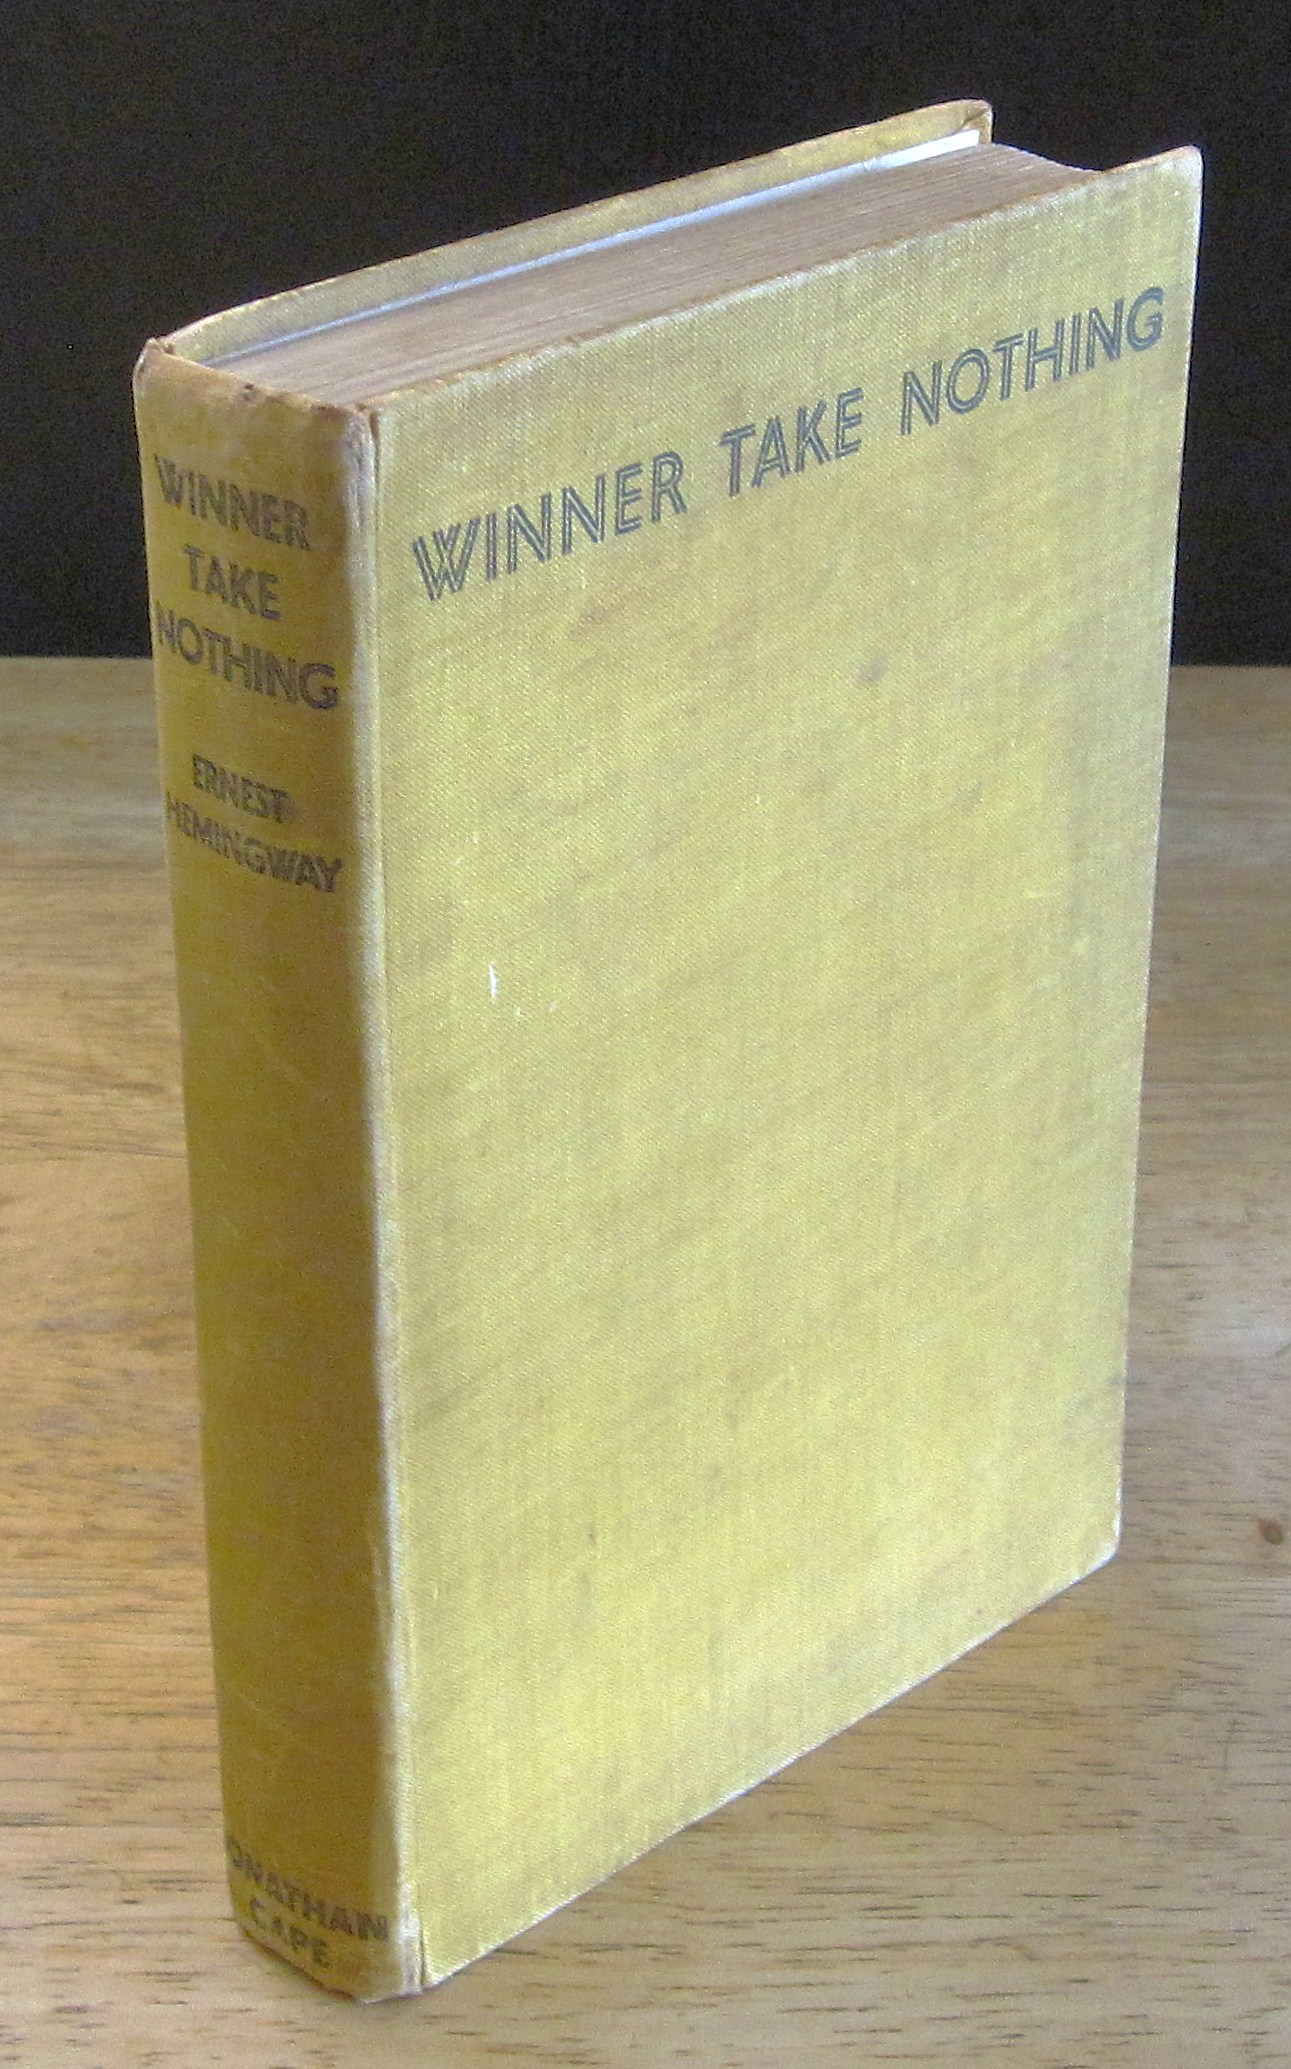 WINNER
TAKE
NOTHING
ERNEST
HEMINGWAY
JONATHAN
CAPE
WINNER TAKE NOTHING